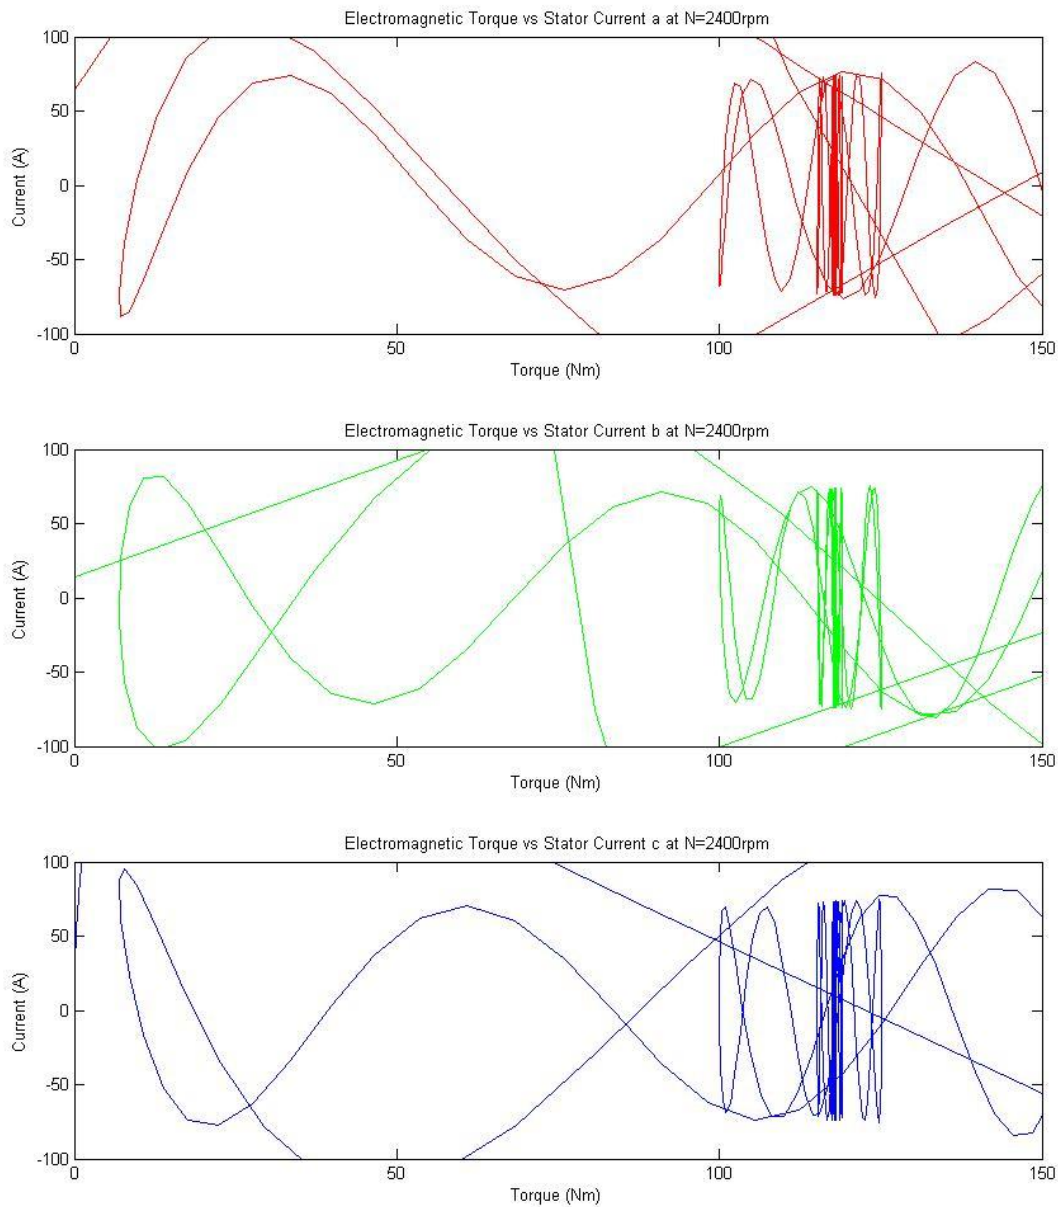 Electromagnetic Torque vs Stator Current a at N=2400rpm
100
50
0
-50
-100
Current (A)
0 50 100 150
Torque (Nm)
Electromagnetic Torque vs Stator Current b at N=2400rpm
100
50
0
-50
-100
Current (A)
0 50 100 150
Torque (Nm)
Electromagnetic Torque vs Stator Current c at N=2400rpm
100
50
0
-50
-100
Current (A)
0 50 100 150
Torque (Nm)